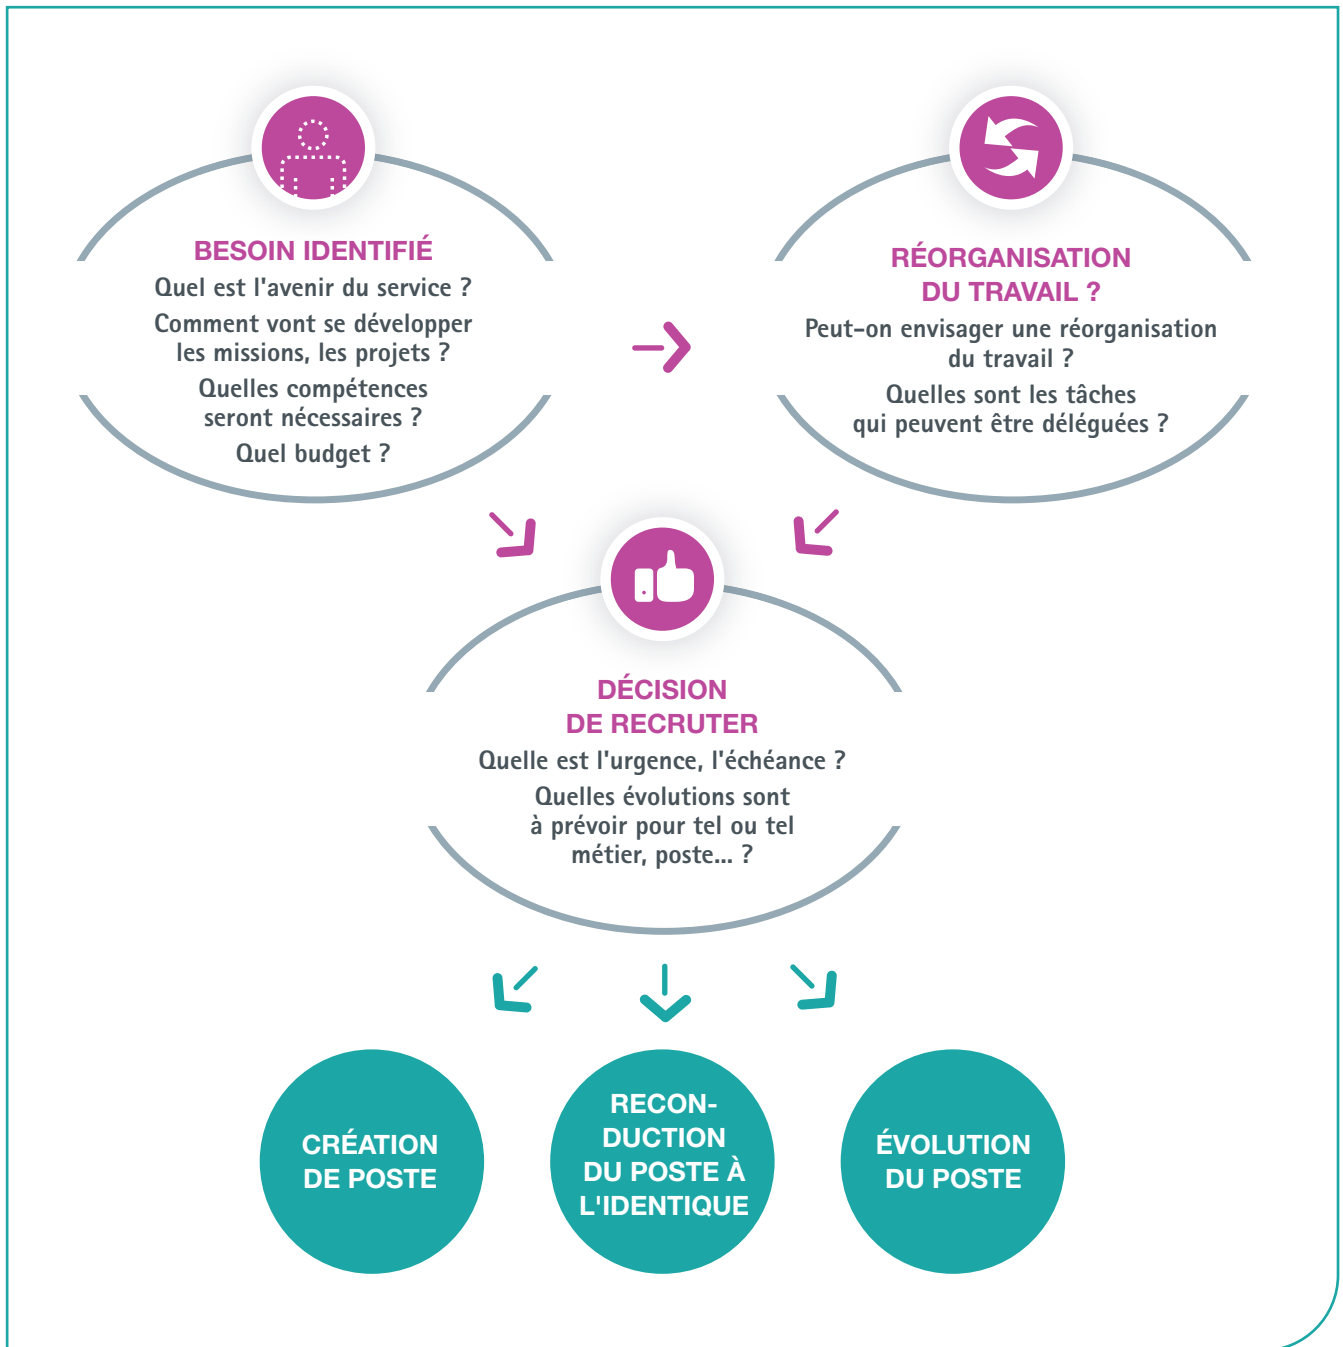 BESOIN IDENTIFIÉ
Quel est l'avenir du service ?
Comment vont se développer
les missions, les projets ?
Quelles compétences
seront nécessaires ?
Quel budget ?
RÉORGANISATION
DU TRAVAIL ?
Peut-on envisager une réorganisation
du travail ?
Quelles sont les tâches
qui peuvent être déléguées ?
DÉCISION
DE RECRUTER
Quelle est l'urgence, l'échéance ?
Quelles évolutions sont
à prévoir pour tel ou tel
métier, poste... ?
CRÉATION
DE POSTE
RECON-
DUCTION
DU POSTE À
L'IDENTIQUE
ÉVOLUTION
DU POSTE